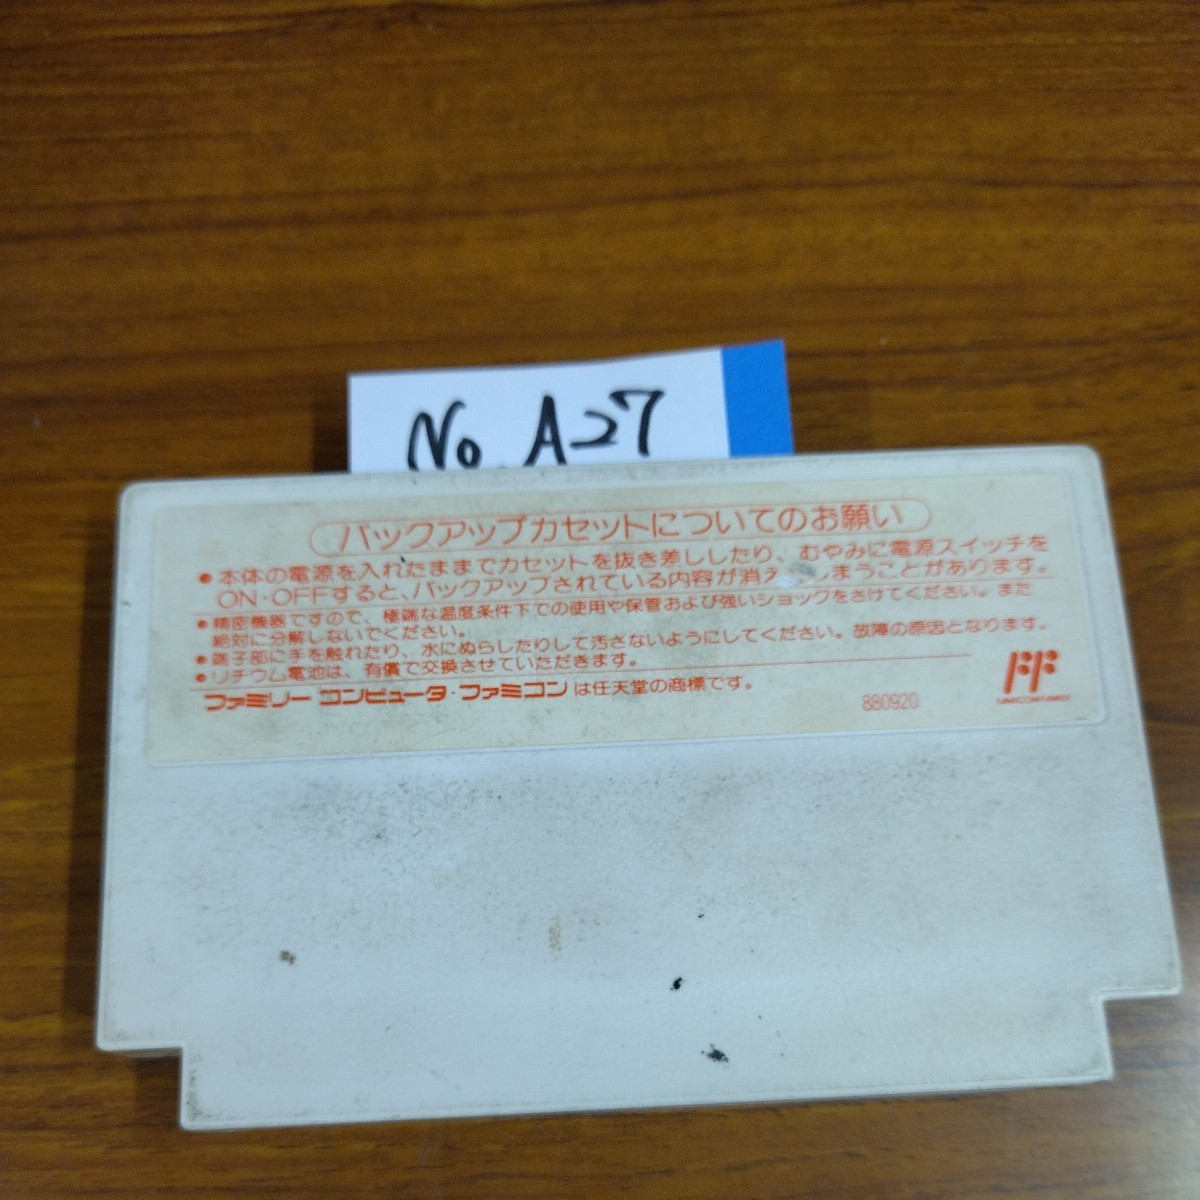 No. A27
バックアップカセットについてのお願い
●本体の電源を入れたままでカセットを抜き差ししたり、むやみに電源スイッチを
ON・OFFすると、バックアップされている内容が消え しまうことがあります。
●精密機器ですので、極端な温度条件下での使用や保管および強いショックをさけてください。また
絶対に分解しないでください。
●端子部に手を触れたり、水にぬらしたりして汚さないようにしてください。故障の原因となります。
●リチウム電池は、有償で交換させていただきます。
ファミリー コンピュータ・ファミコンは任天堂の商標です。
880920